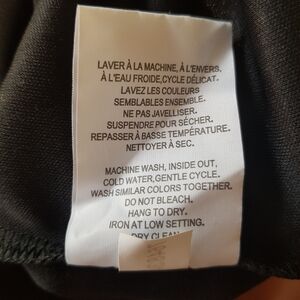 LAVER À LA MACHINE, À L'ENVERS.
À L'EAU FROIDE,CYCLE DÉLICAT.
LAVEZ LES COULEURS
SEMBLABLES ENSEMBLE.
NE PAS JAVELLISER.
SUSPENDRE POUR SÉCHER.
REPASSER À BASSE TEMPÉRATURE.
NETTOYER À SEC.
MACHINE WASH, INSIDE OUT,
COLD WATER, GENTLE CYCLE.
WASH SIMILAR COLORS TOGETHER.
DO NOT BLEACH.
HANG TO DRY.
IRON AT LOW SETTING.
DRY CLEAN